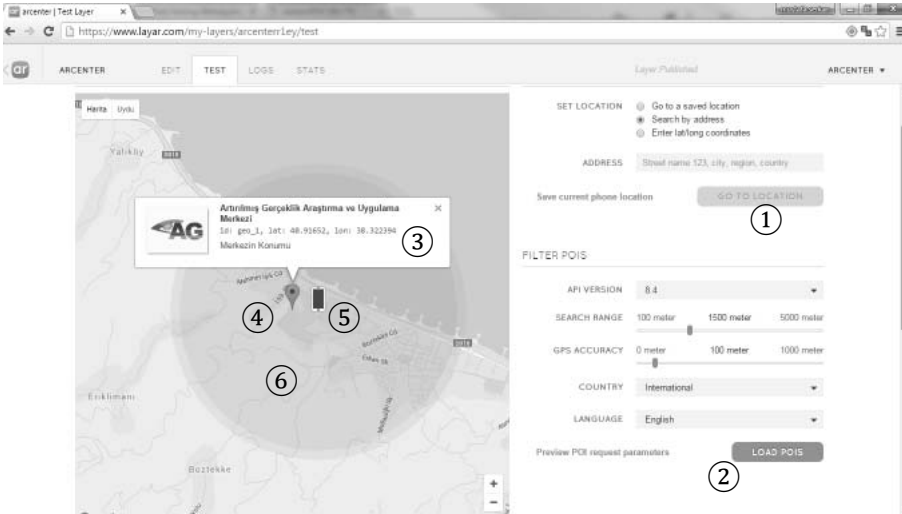 arcenter | Test Layer
https://www.layar.com/my-layers/arcenterr1ey/test
ar
ARCENTER
EDIT
TEST
LOGS
STATS
Layer Published
ARCENTER
Harita
Uydu
Yalıköy
D010
Artırılmış Gerçeklik Araştırma ve Uygulama
Merkezi
id: geo_1, lat: 40.91652, lon: 30.322394
Merkezin Konumu
AG
③
④
⑤
⑥
D010
Eriklimanı
Boztekke
+
−
SET LOCATION
Go to a saved location
Search by address
Enter lat/long coordinates
ADDRESS
Street name 123, city, region, country
Save current phone location
GO TO LOCATION
①
FILTER POIS
API VERSION
8.4
SEARCH RANGE
100 meter
1500 meter
5000 meter
GPS ACCURACY
0 meter
100 meter
1000 meter
COUNTRY
International
LANGUAGE
English
Preview POI request parameters
LOAD POIS
②